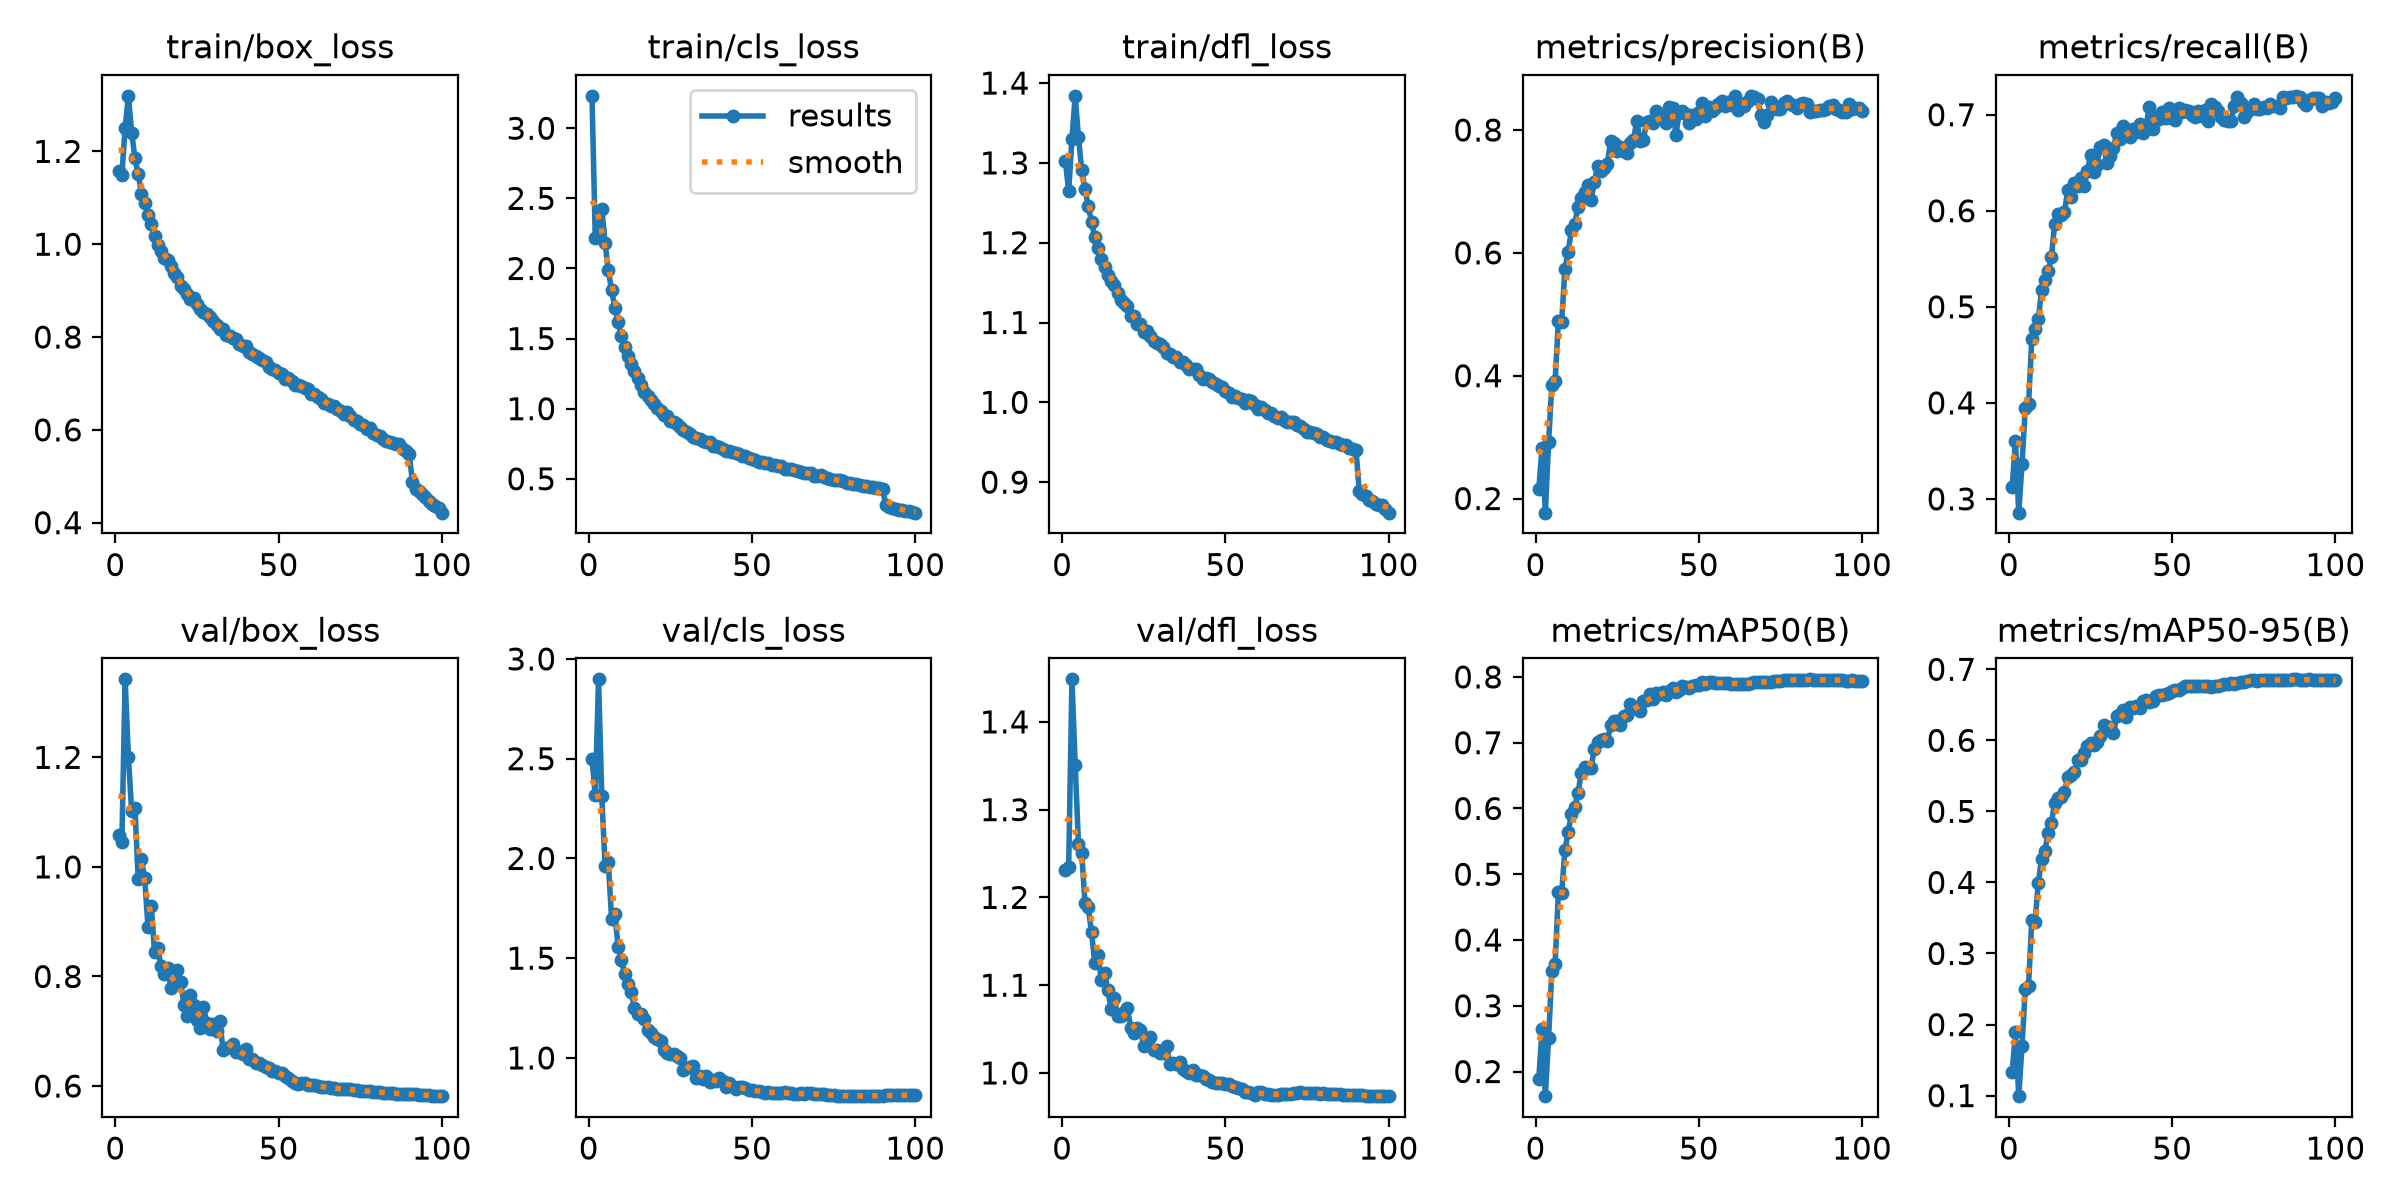 train/box_loss
1.2
1.0
0.8
0.6
0.4
0 50 100
train/cls_loss
results
smooth
3.0
2.5
2.0
1.5
1.0
0.5
0 50 100
train/dfl_loss
1.4
1.3
1.2
1.1
1.0
0.9
0 50 100
metrics/precision(B)
0.8
0.6
0.4
0.2
0 50 100
metrics/recall(B)
0.7
0.6
0.5
0.4
0.3
0 50 100
val/box_loss
1.2
1.0
0.8
0.6
0 50 100
val/cls_loss
3.0
2.5
2.0
1.5
1.0
0 50 100
val/dfl_loss
1.4
1.3
1.2
1.1
1.0
0 50 100
metrics/mAP50(B)
0.8
0.7
0.6
0.5
0.4
0.3
0.2
0 50 100
metrics/mAP50-95(B)
0.7
0.6
0.5
0.4
0.3
0.2
0.1
0 50 100